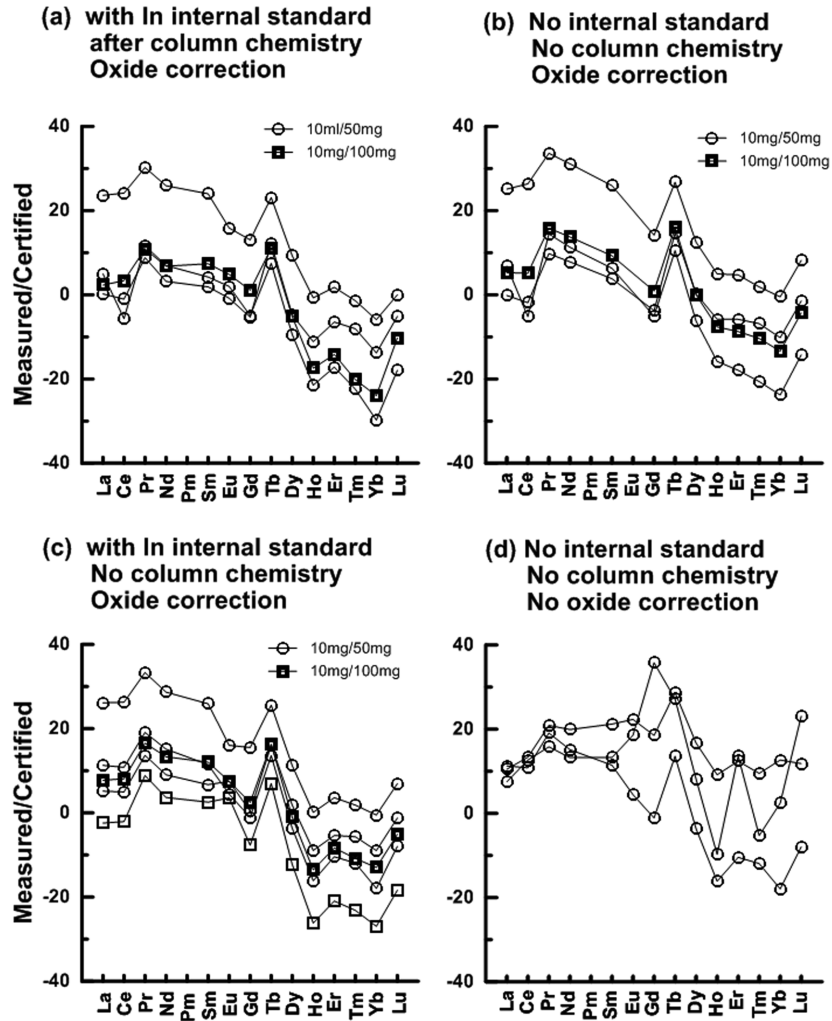 (a) with In internal standard
after column chemistry
Oxide correction
(b) No internal standard
No column chemistry
Oxide correction
10ml/50mg
10mg/100mg
10mg/50mg
10mg/100mg
Measured/Certified
40
20
0
-20
-40
40
20
0
-20
-40
La Ce Pr Nd Pm Sm Eu Gd Tb Dy Ho Er Tm Yb Lu
La Ce Pr Nd Pm Sm Eu Gd Tb Dy Ho Er Tm Yb Lu
(c) with In internal standard
No column chemistry
Oxide correction
(d) No internal standard
No column chemistry
No oxide correction
10mg/50mg
10mg/100mg
Measured/Certified
40
20
0
-20
-40
40
20
0
-20
-40
La Ce Pr Nd Pm Sm Eu Gd Tb Dy Ho Er Tm Yb Lu
La Ce Pr Nd Pm Sm Eu Gd Tb Dy Ho Er Tm Yb Lu